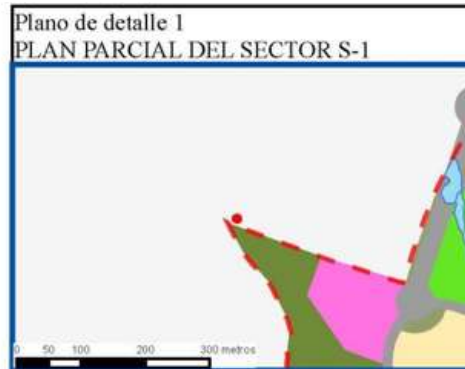 Plano de detalle 1
PLAN PARCIAL DEL SECTOR S-1
0 50 100 200 300 metros